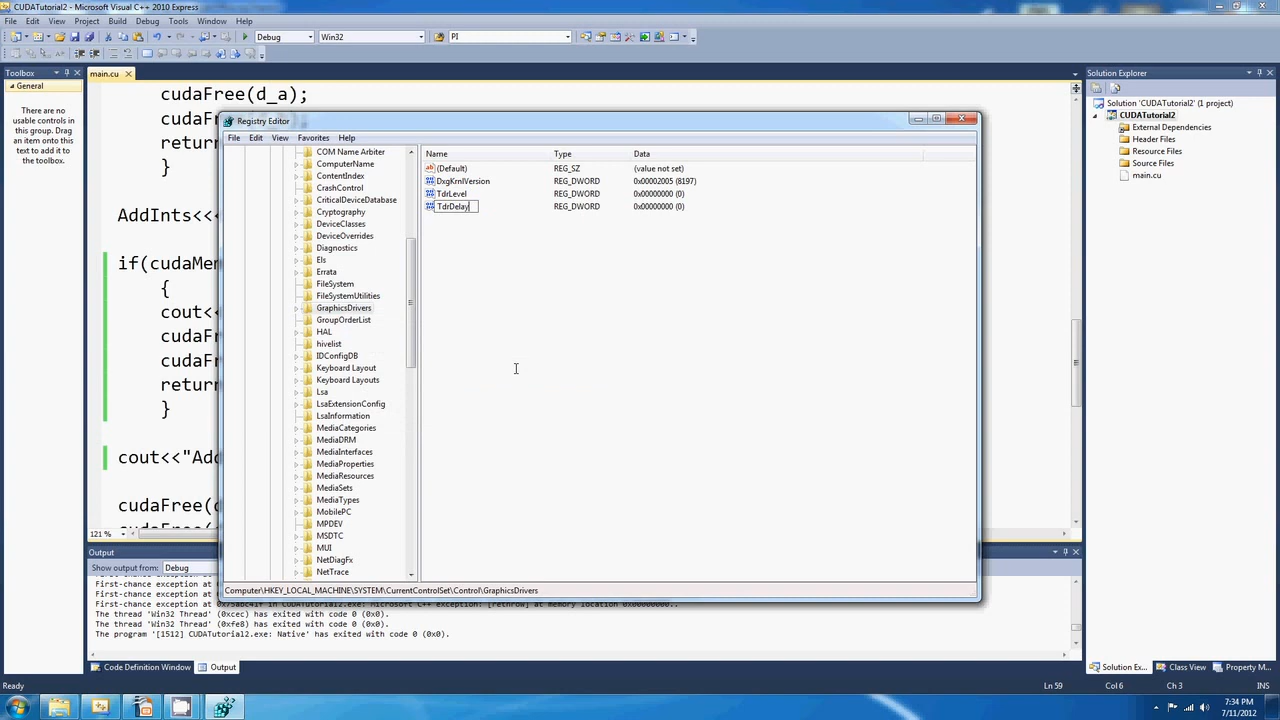 CUDATutorial2 - Microsoft Visual C++ 2010 Express
File Edit View Project Build Debug Tools Window Help
Debug Win32 PI
Toolbox
General
There are no
usable controls in
this group. Drag
an item onto this
text to add it to
the toolbox.
main.cu
cudaFree(d_a);
cudaF
return
}
AddInts<<<
if(cudaMem
{
cout<<
cudaFr
cudaFr
return
}
cout<<"Add
cudaFree(d
121 %
Registry Editor
File Edit View Favorites Help
COM Name Arbiter
ComputerName
ContentIndex
CrashControl
CriticalDeviceDatabase
Cryptography
DeviceClasses
DeviceOverrides
Diagnostics
Els
Errata
FileSystem
FileSystemUtilities
GraphicsDrivers
GroupOrderList
HAL
hivelist
IDConfigDB
Keyboard Layout
Keyboard Layouts
Lsa
LsaExtensionConfig
LsaInformation
MediaCategories
MediaDRM
MediaInterfaces
MediaProperties
MediaResources
MediaSets
MediaTypes
MobilePC
MPDEV
MSDTC
MUI
NetDiagFx
NetTrace
Name Type Data
(Default) REG_SZ (value not set)
DxgKrnlVersion REG_DWORD 0x00002005 (8197)
TdrLevel REG_DWORD 0x00000000 (0)
TdrDelay REG_DWORD 0x00000000 (0)
Computer\HKEY_LOCAL_MACHINE\SYSTEM\CurrentControlSet\Control\GraphicsDrivers
Solution Explorer
Solution 'CUDATutorial2' (1 project)
CUDATutorial2
External Dependencies
Header Files
Resource Files
Source Files
main.cu
Output
Show output from: Debug
First-chance exception at
First-chance exception at
The thread 'Win32 Thread' (0xcec) has exited with code 0 (0x0).
The thread 'Win32 Thread' (0xfe8) has exited with code 0 (0x0).
The program '[1512] CUDATutorial2.exe: Native' has exited with code 0 (0x0).
Code Definition Window Output
Solution Ex... Class View Property M...
Ready Ln 59 Col 6 Ch 3 INS
7:34 PM
7/11/2012